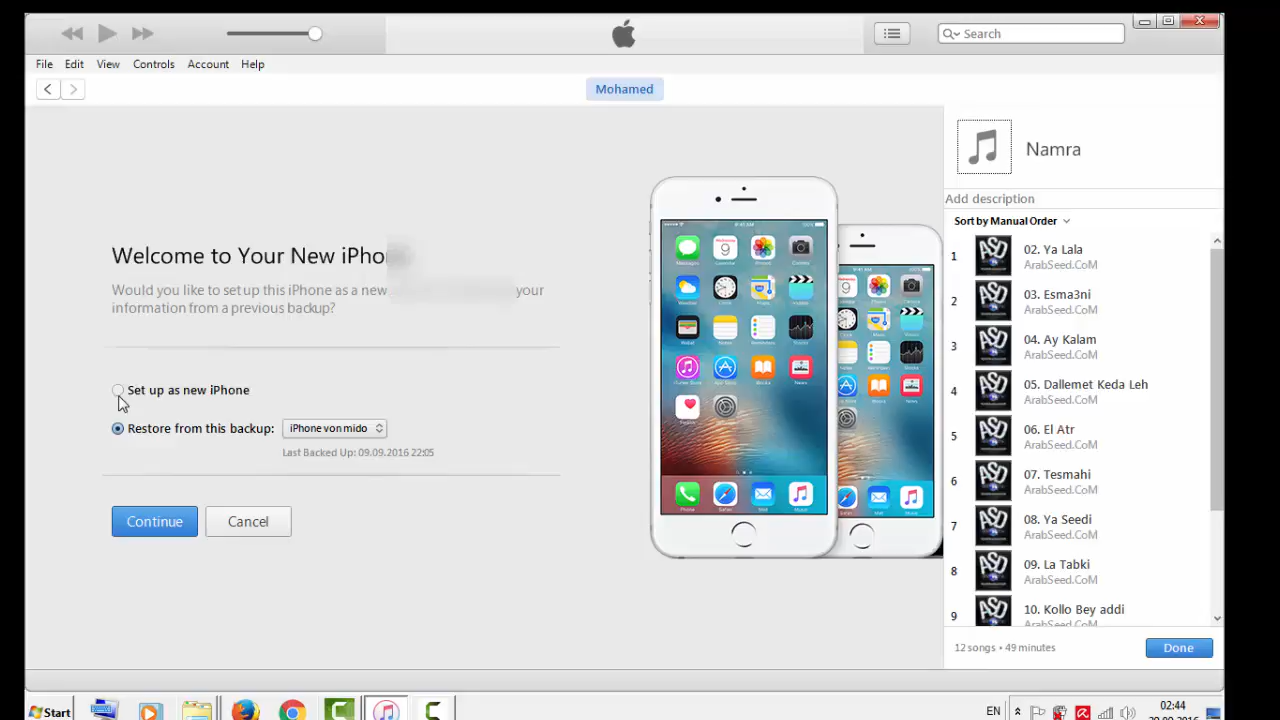 Search
File Edit View Controls Account Help
Mohamed
Namra
Add description
Sort by Manual Order
Welcome to Your New iPho
Would you like to set up this iPhone as a new your
information from a previous backup?
Set up as new iPhone
Restore from this backup: iPhone von mido
Last Backed Up: 09.09.2016 22:05
Continue Cancel
1 02. Ya Lala
ArabSeed.CoM
2 03. Esma3ni
ArabSeed.CoM
3 04. Ay Kalam
ArabSeed.CoM
4 05. Dallemet Keda Leh
ArabSeed.CoM
5 06. El Atr
ArabSeed.CoM
6 07. Tesmahi
ArabSeed.CoM
7 08. Ya Seedi
ArabSeed.CoM
8 09. La Tabki
ArabSeed.CoM
9 10. Kollo Bey addi
ArabSeed.CoM
12 songs • 49 minutes
Done
Start
EN
02:44